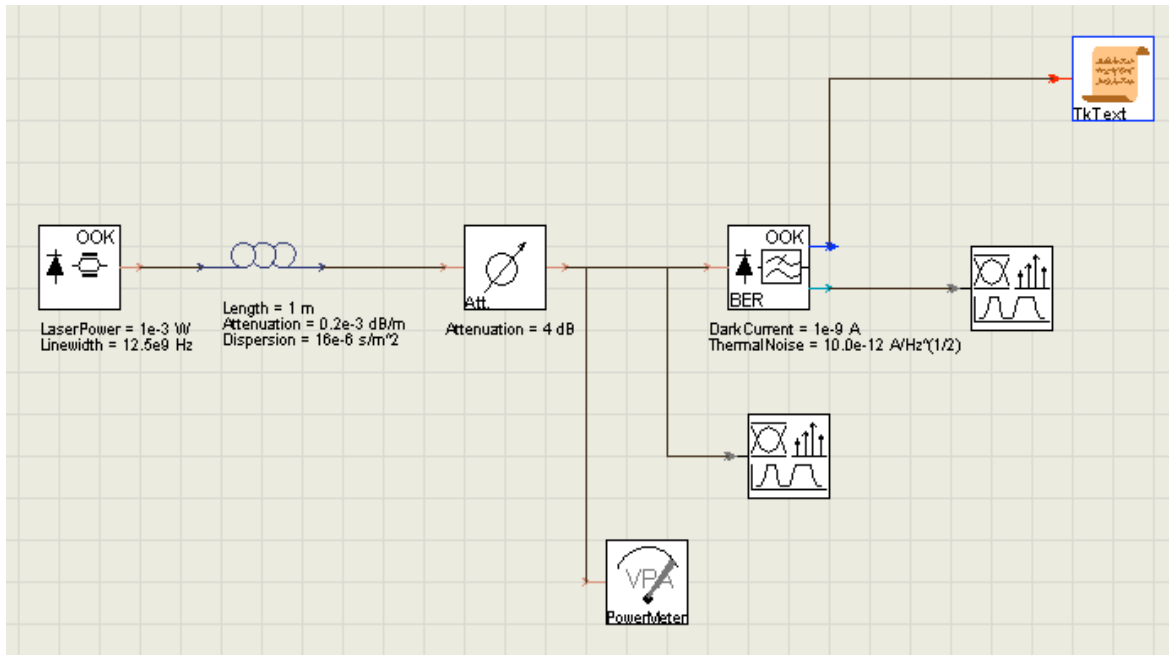 TkText
OOK
LaserPower = 1e-3 W
Linewidth = 12.5e9 Hz
Length = 1 m
Attenuation = 0.2e-3 dB/m
Dispersion = 16e-6 s/m^2
Att.
Attenuation = 4 dB
OOK
BER
DarkCurrent = 1e-9 A
ThermalNoise = 10.0e-12 A/Hz^(1/2)
VPA
PowerMeter